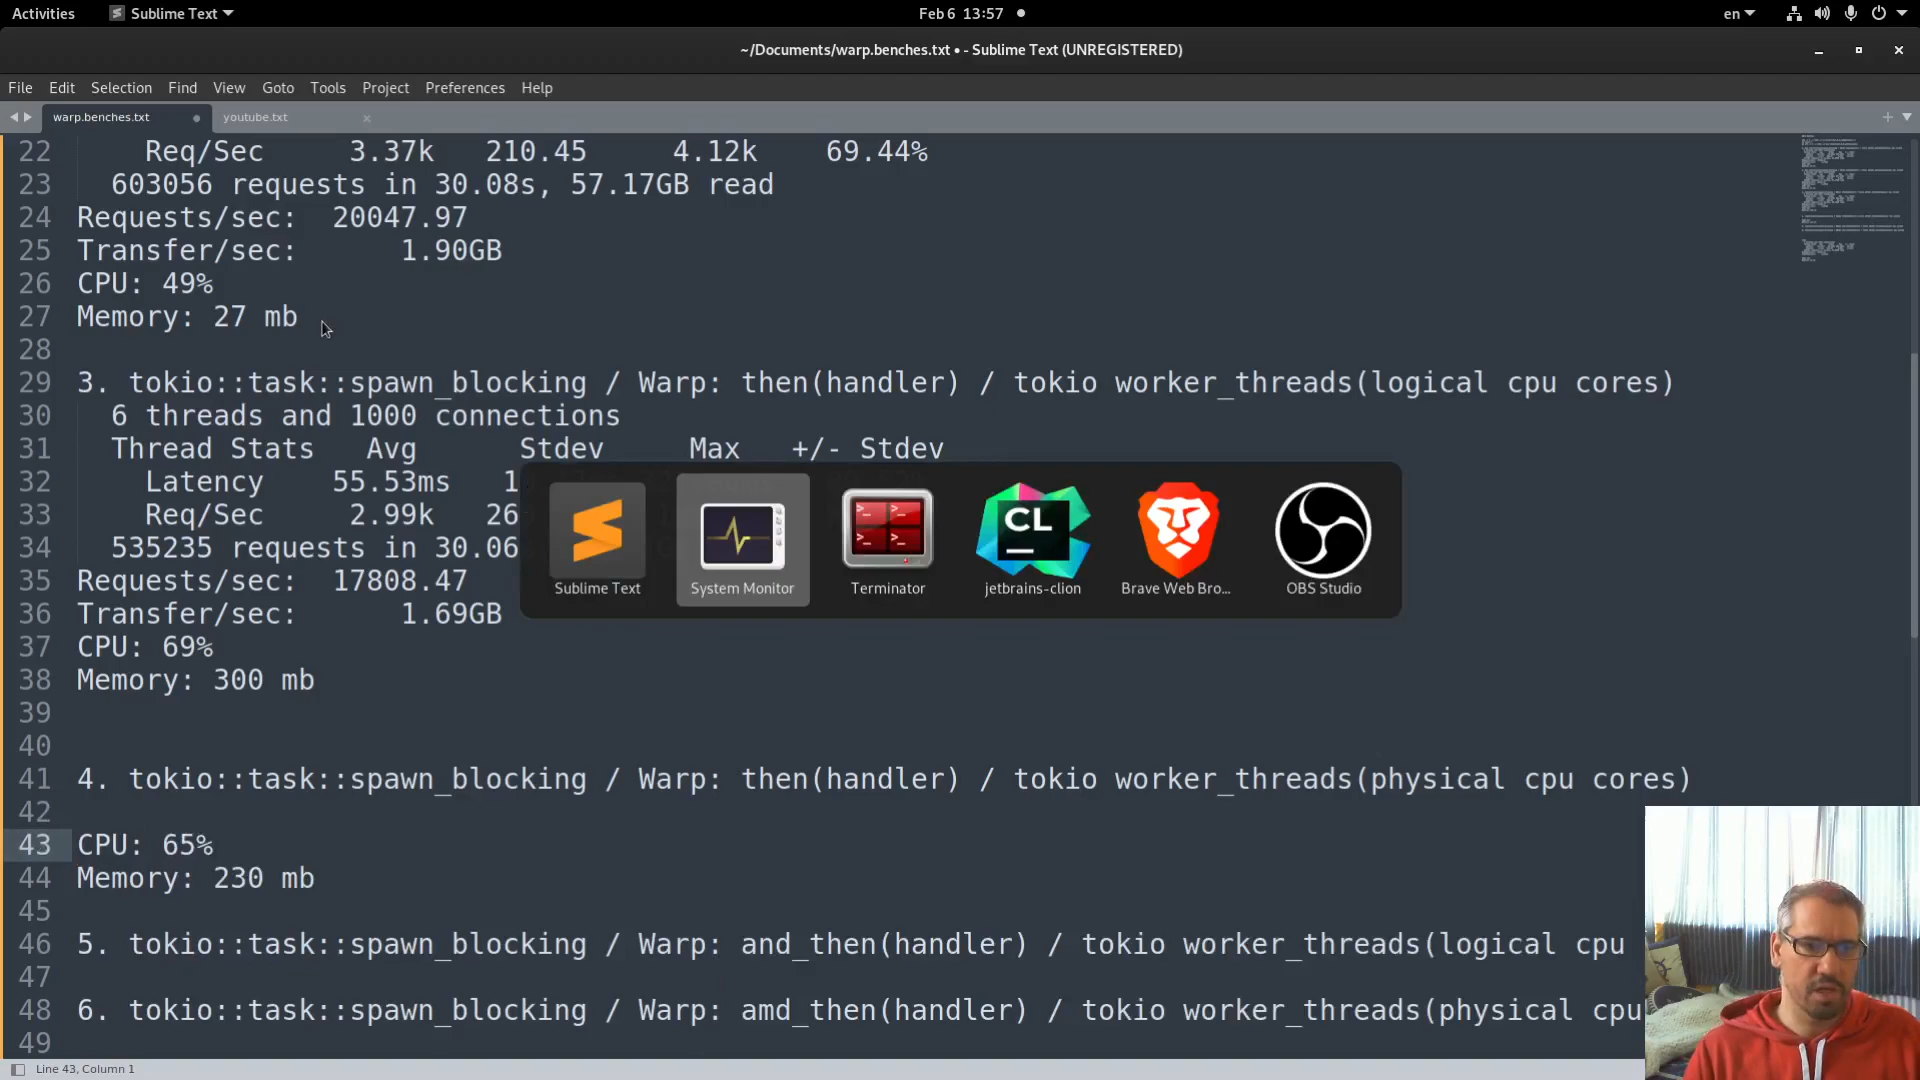 Activities Sublime Text Feb 6 13:57 en
~/Documents/warp.benches.txt • - Sublime Text (UNREGISTERED)
File Edit Selection Find View Goto Tools Project Preferences Help
warp.benches.txt youtube.txt
22 Req/Sec 3.37k 210.45 4.12k 69.44%
23 603056 requests in 30.08s, 57.17GB read
24 Requests/sec: 20047.97
25 Transfer/sec: 1.90GB
26 CPU: 49%
27 Memory: 27 mb
28
29 3. tokio::task::spawn_blocking / Warp: then(handler) / tokio worker_threads(logical cpu cores)
30 6 threads and 1000 connections
31 Thread Stats Avg Stdev Max +/- Stdev
32 Latency 55.53ms 1
33 Req/Sec 2.99k 26
34 535235 requests in 30.06
35 Requests/sec: 17808.47
36 Transfer/sec: 1.69GB
37 CPU: 69%
38 Memory: 300 mb
39
40
41 4. tokio::task::spawn_blocking / Warp: then(handler) / tokio worker_threads(physical cpu cores)
42
43 CPU: 65%
44 Memory: 230 mb
45
46 5. tokio::task::spawn_blocking / Warp: and_then(handler) / tokio worker_threads(logical cpu
47
48 6. tokio::task::spawn_blocking / Warp: amd_then(handler) / tokio worker_threads(physical cpu
49
CL
Sublime Text System Monitor Terminator jetbrains-clion Brave Web Bro... OBS Studio
Line 43, Column 1